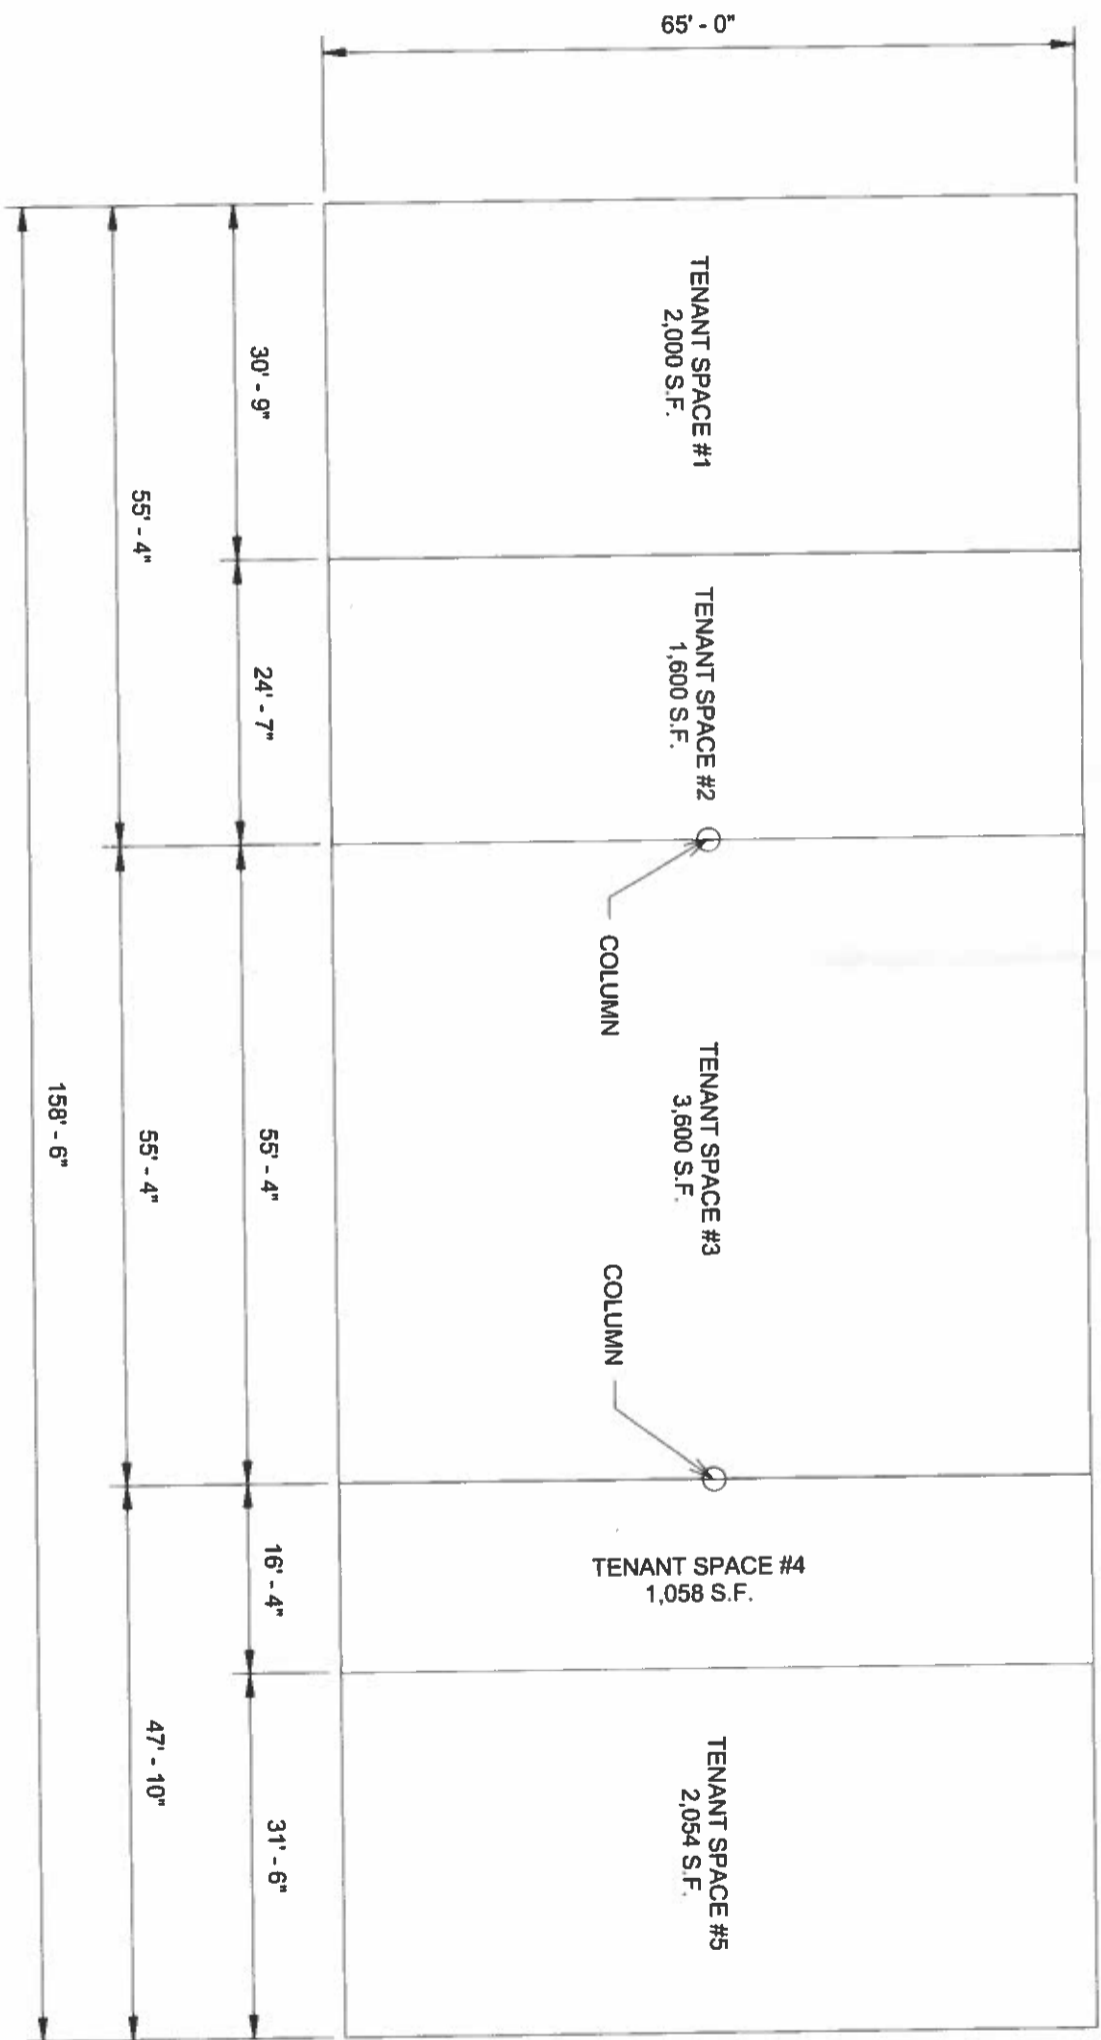 65' - 0"
TENANT SPACE #1
2,000 S.F.
30' - 9"
55' - 4"
TENANT SPACE #2
1,600 S.F.
24' - 7"
COLUMN
TENANT SPACE #3
3,600 S.F.
55' - 4"
55' - 4"
158' - 6"
COLUMN
TENANT SPACE #4
1,058 S.F.
16' - 4"
47' - 10"
TENANT SPACE #5
2,054 S.F.
31' - 6"